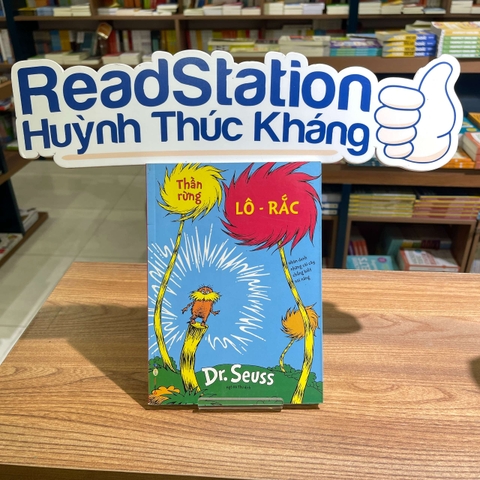 ReadStation
Huỳnh Thúc Kháng
Thần
rừng
LÔ - RẮC
Dr. Seuss